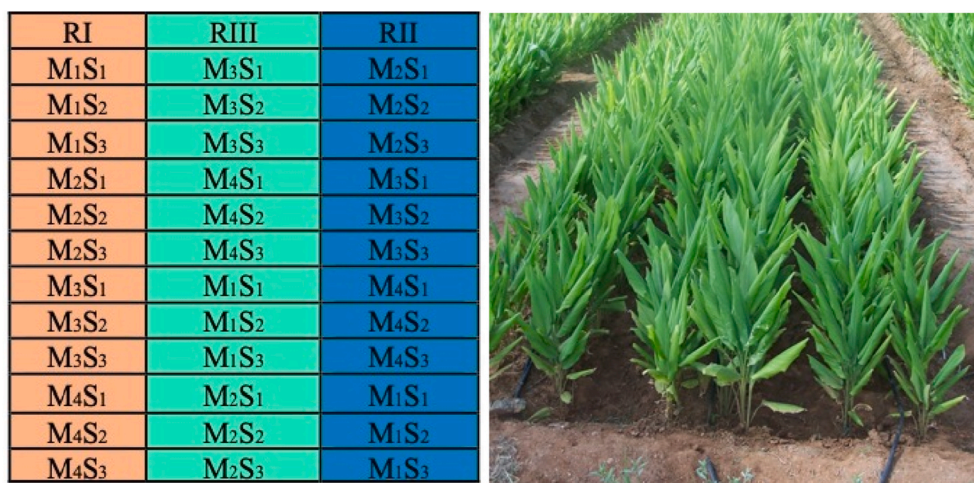 RI RIII RII
M1S1 M3S1 M2S1
M1S2 M3S2 M2S2
M1S3 M3S3 M2S3
M2S1 M4S1 M3S1
M2S2 M4S2 M3S2
M2S3 M4S3 M3S3
M3S1 M1S1 M4S1
M3S2 M1S2 M4S2
M3S3 M1S3 M4S3
M4S1 M2S1 M1S1
M4S2 M2S2 M1S2
M4S3 M2S3 M1S3